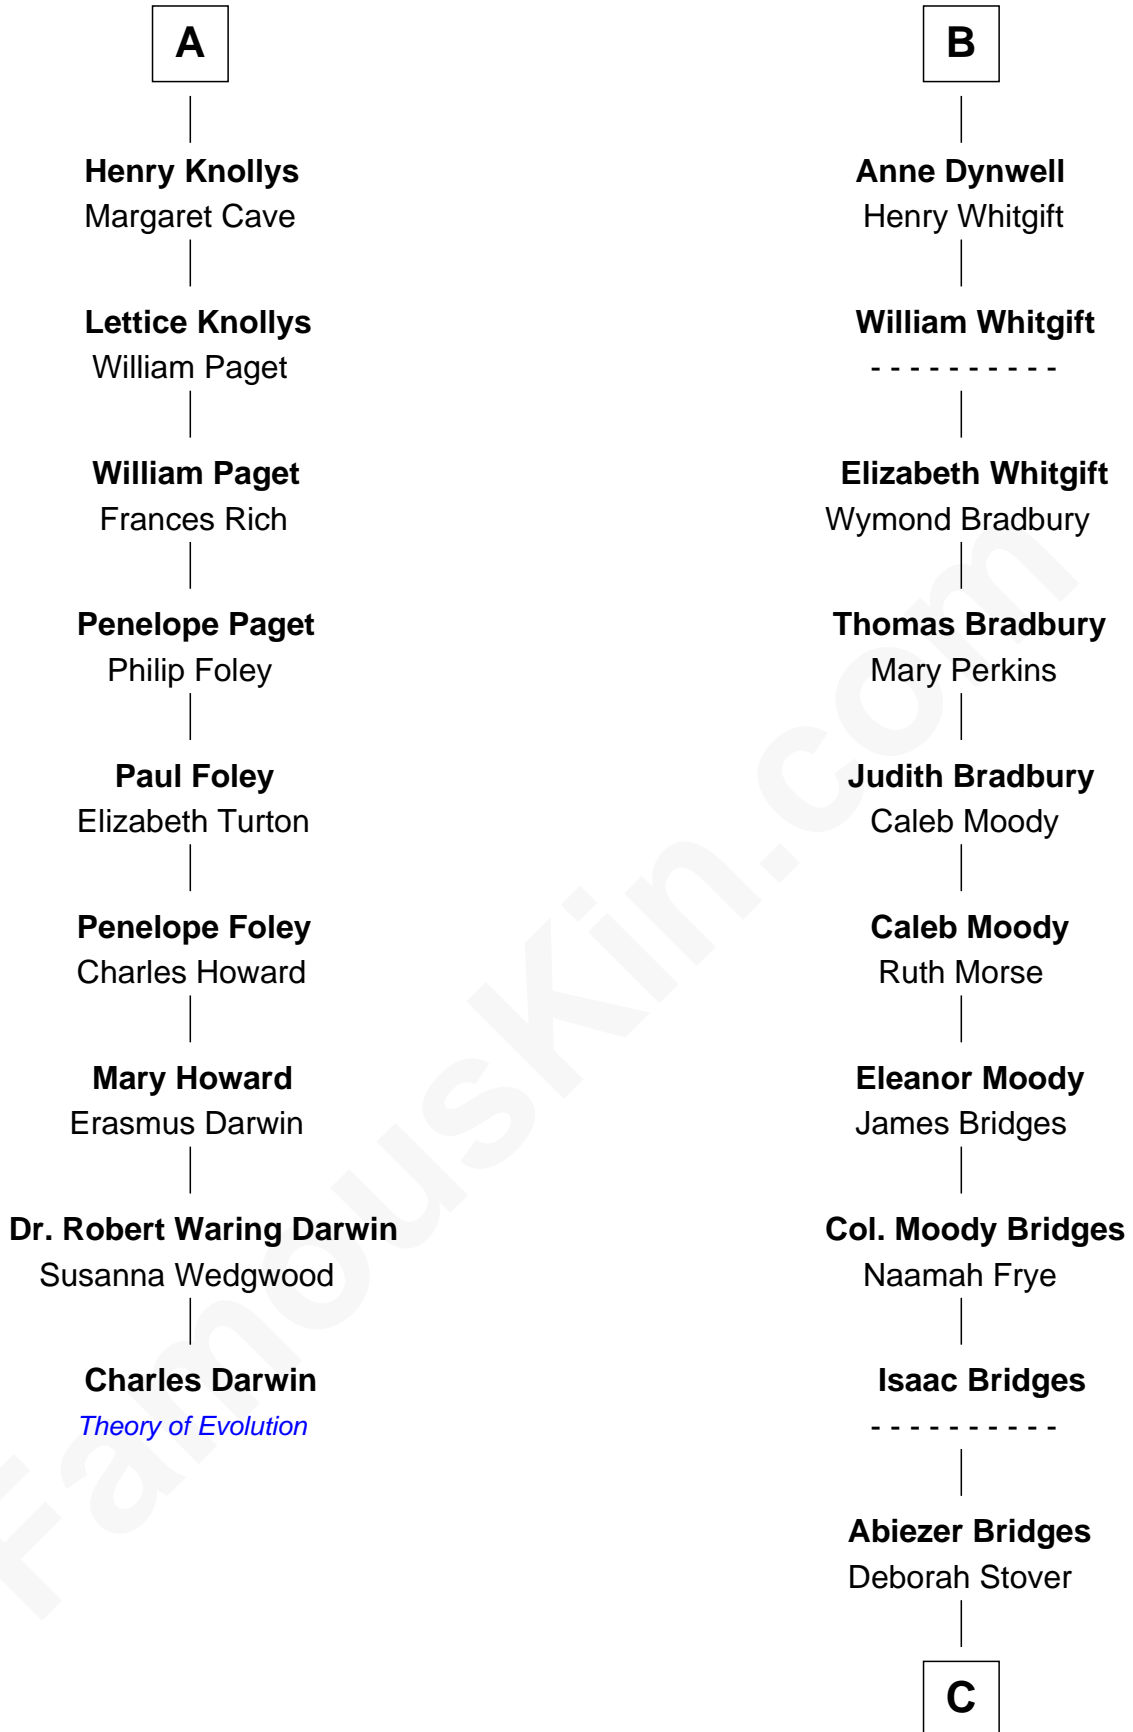 A
Henry Knollys
Margaret Cave
Lettice Knollys
William Paget
William Paget
Frances Rich
Penelope Paget
Philip Foley
Paul Foley
Elizabeth Turton
Penelope Foley
Charles Howard
Mary Howard
Erasmus Darwin
Dr. Robert Waring Darwin
Susanna Wedgwood
Charles Darwin
Theory of Evolution
B
Anne Dynwell
Henry Whitgift
William Whitgift
- - - - - - - - - -
Elizabeth Whitgift
Wymond Bradbury
Thomas Bradbury
Mary Perkins
Judith Bradbury
Caleb Moody
Caleb Moody
Ruth Morse
Eleanor Moody
James Bridges
Col. Moody Bridges
Naamah Frye
Isaac Bridges
- - - - - - - - - -
Abiezer Bridges
Deborah Stover
C
FamousKin.com